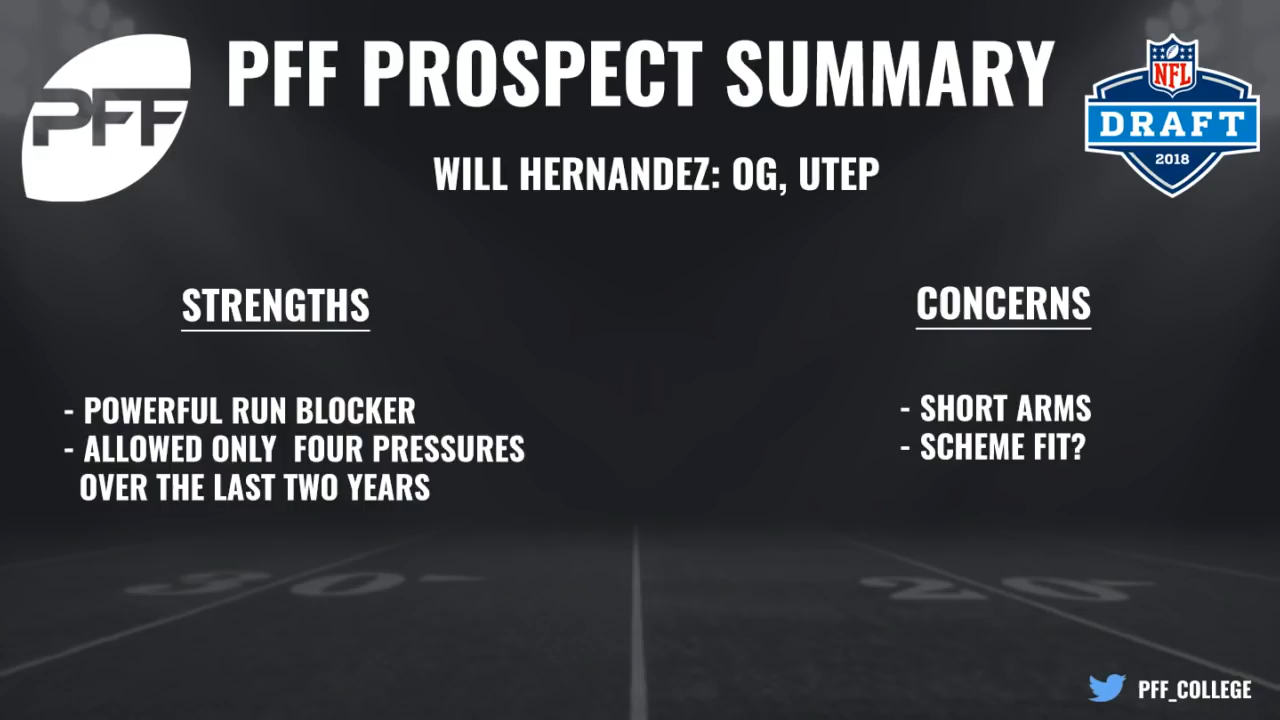 PFF
PFF PROSPECT SUMMARY
NFL
DRAFT
2018
WILL HERNANDEZ: OG, UTEP
STRENGTHS
- POWERFUL RUN BLOCKER
- ALLOWED ONLY  FOUR PRESSURES
OVER THE LAST TWO YEARS
CONCERNS
- SHORT ARMS
- SCHEME FIT?
30
20
PFF_COLLEGE